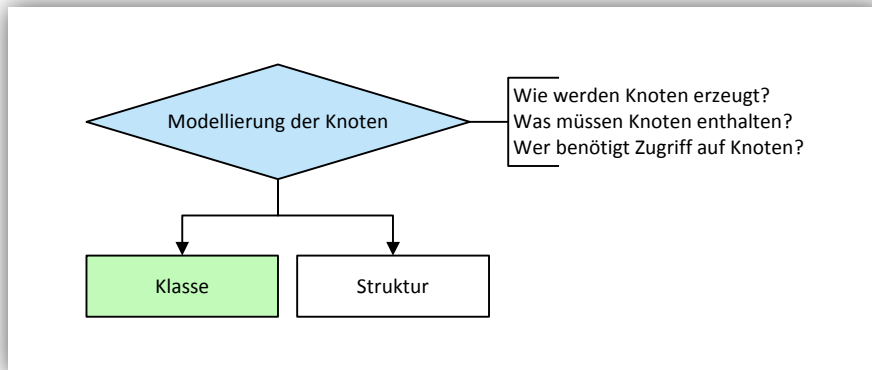 Modellierung der Knoten
Wie werden Knoten erzeugt?
Was müssen Knoten enthalten?
Wer benötigt Zugriff auf Knoten?
Klasse
Struktur